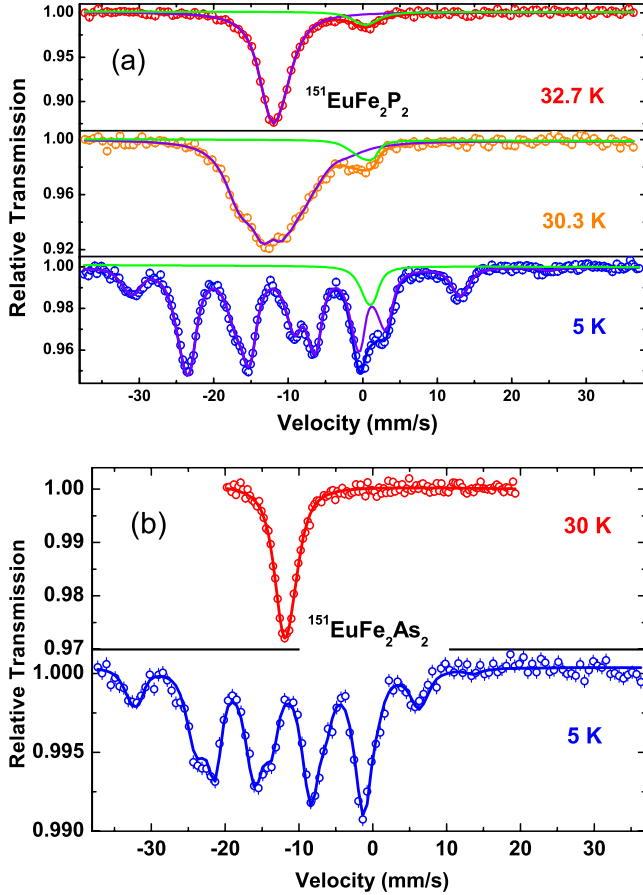 1.00
(a)
0.95
¹⁵¹EuFe₂P₂
0.90
32.7 K
1.00
0.96
30.3 K
0.92
1.00
0.98
5 K
0.96
Relative Transmission
-30 -20 -10 0 10 20 30
Velocity (mm/s)
1.00
(b)
30 K
0.99
0.98
¹⁵¹EuFe₂As₂
0.97
1.000
5 K
0.995
0.990
Relative Transmission
Relative Transmission
-30 -20 -10 0 10 20 30
Velocity (mm/s)